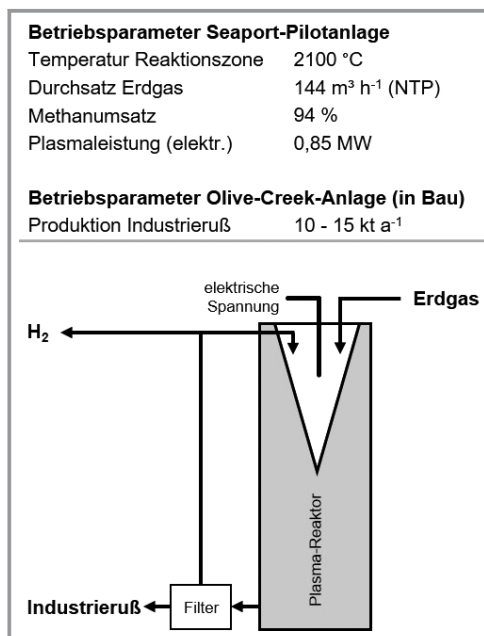 Betriebsparameter Seaport-Pilotanlage
Temperatur Reaktionszone 2100 °C
Durchsatz Erdgas 144 m³ h⁻¹ (NTP)
Methanumsatz 94 %
Plasmaleistung (elektr.) 0,85 MW
Betriebsparameter Olive-Creek-Anlage (in Bau)
Produktion Industrieruß 10 - 15 kt a⁻¹
elektrische
Spannung
Erdgas
H₂
Plasma-Reaktor
Industrieruß
Filter